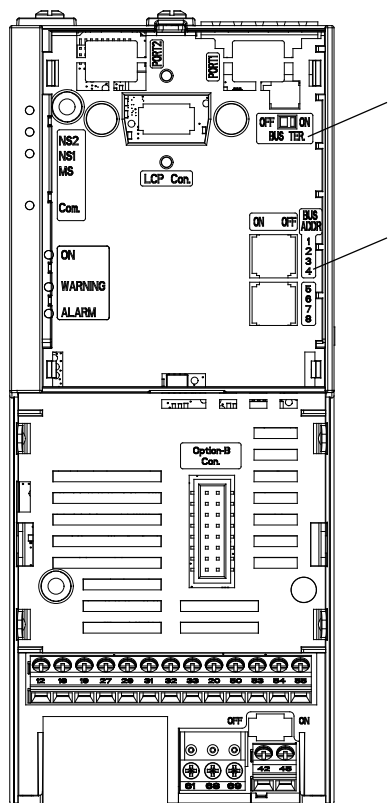 PORT2
PORT1
OFF ON
BUS TER.
NS2
NS1
MS
Com.
LCP Con.
ON OFF
BUS ADDR
1
2
3
4
5
6
7
8
ON
WARNING
ALARM
Option-B
Con.
12 18 19 27 29 31 32 33 20 50 53 54 55
OFF ON
61 68 69
42 45